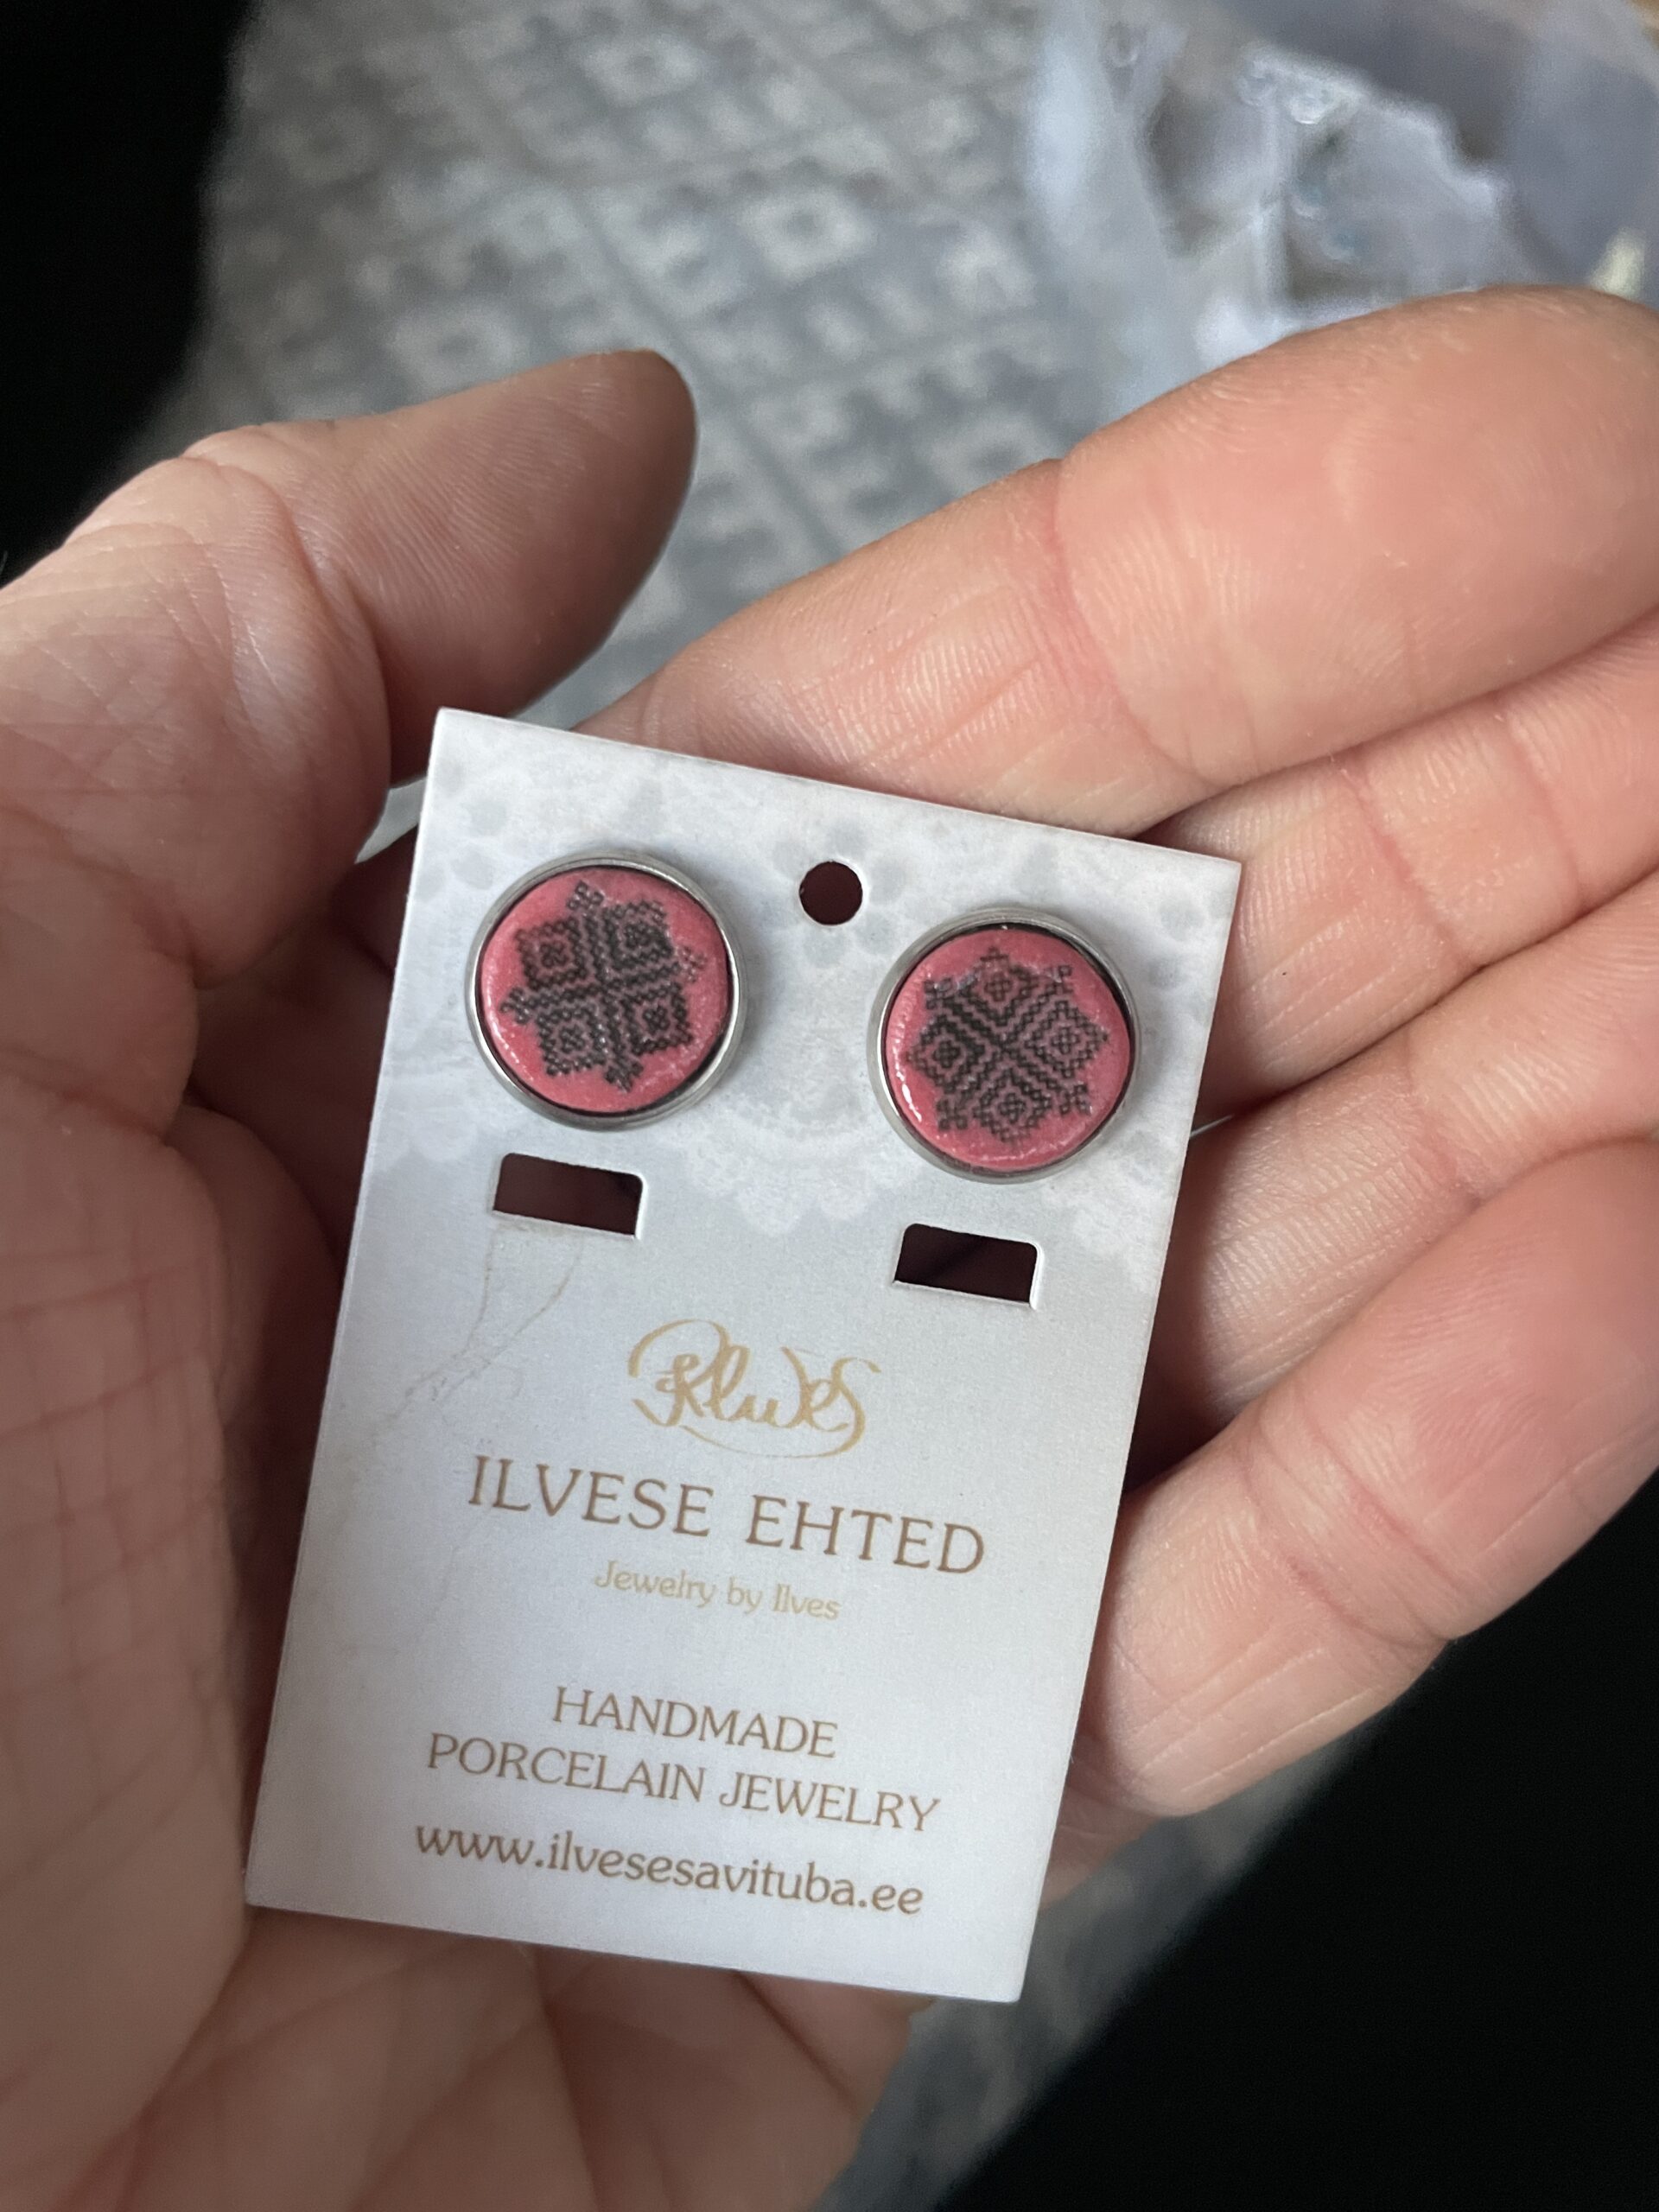 ILVESE EHTED
Jewelry by Ilves
HANDMADE
PORCELAIN JEWELRY
www.ilvesesavituba.ee